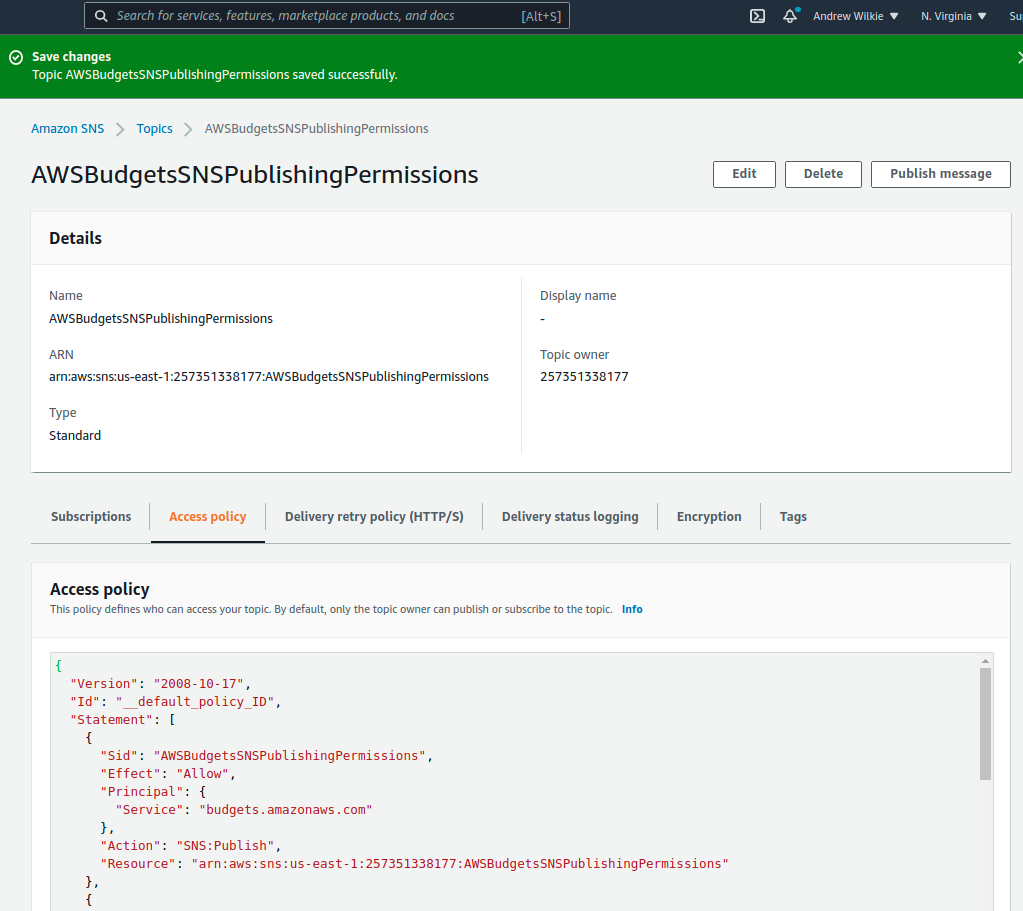 Search for services, features, marketplace products, and docs [Alt+S] Andrew Wilkie N. Virginia Su
Save changes
Topic AWSBudgetsSNSPublishingPermissions saved successfully.
Amazon SNS Topics AWSBudgetsSNSPublishingPermissions
AWSBudgetsSNSPublishingPermissions Edit Delete Publish message
Details
Name
AWSBudgetsSNSPublishingPermissions
ARN
arn:aws:sns:us-east-1:257351338177:AWSBudgetsSNSPublishingPermissions
Type
Standard
Display name
-
Topic owner
257351338177
Subscriptions Access policy Delivery retry policy (HTTP/S) Delivery status logging Encryption Tags
Access policy
This policy defines who can access your topic. By default, only the topic owner can publish or subscribe to the topic. Info
{
  "Version": "2008-10-17",
  "Id": "__default_policy_ID",
  "Statement": [
    {
      "Sid": "AWSBudgetsSNSPublishingPermissions",
      "Effect": "Allow",
      "Principal": {
        "Service": "budgets.amazonaws.com"
      },
      "Action": "SNS:Publish",
      "Resource": "arn:aws:sns:us-east-1:257351338177:AWSBudgetsSNSPublishingPermissions"
    },
    {